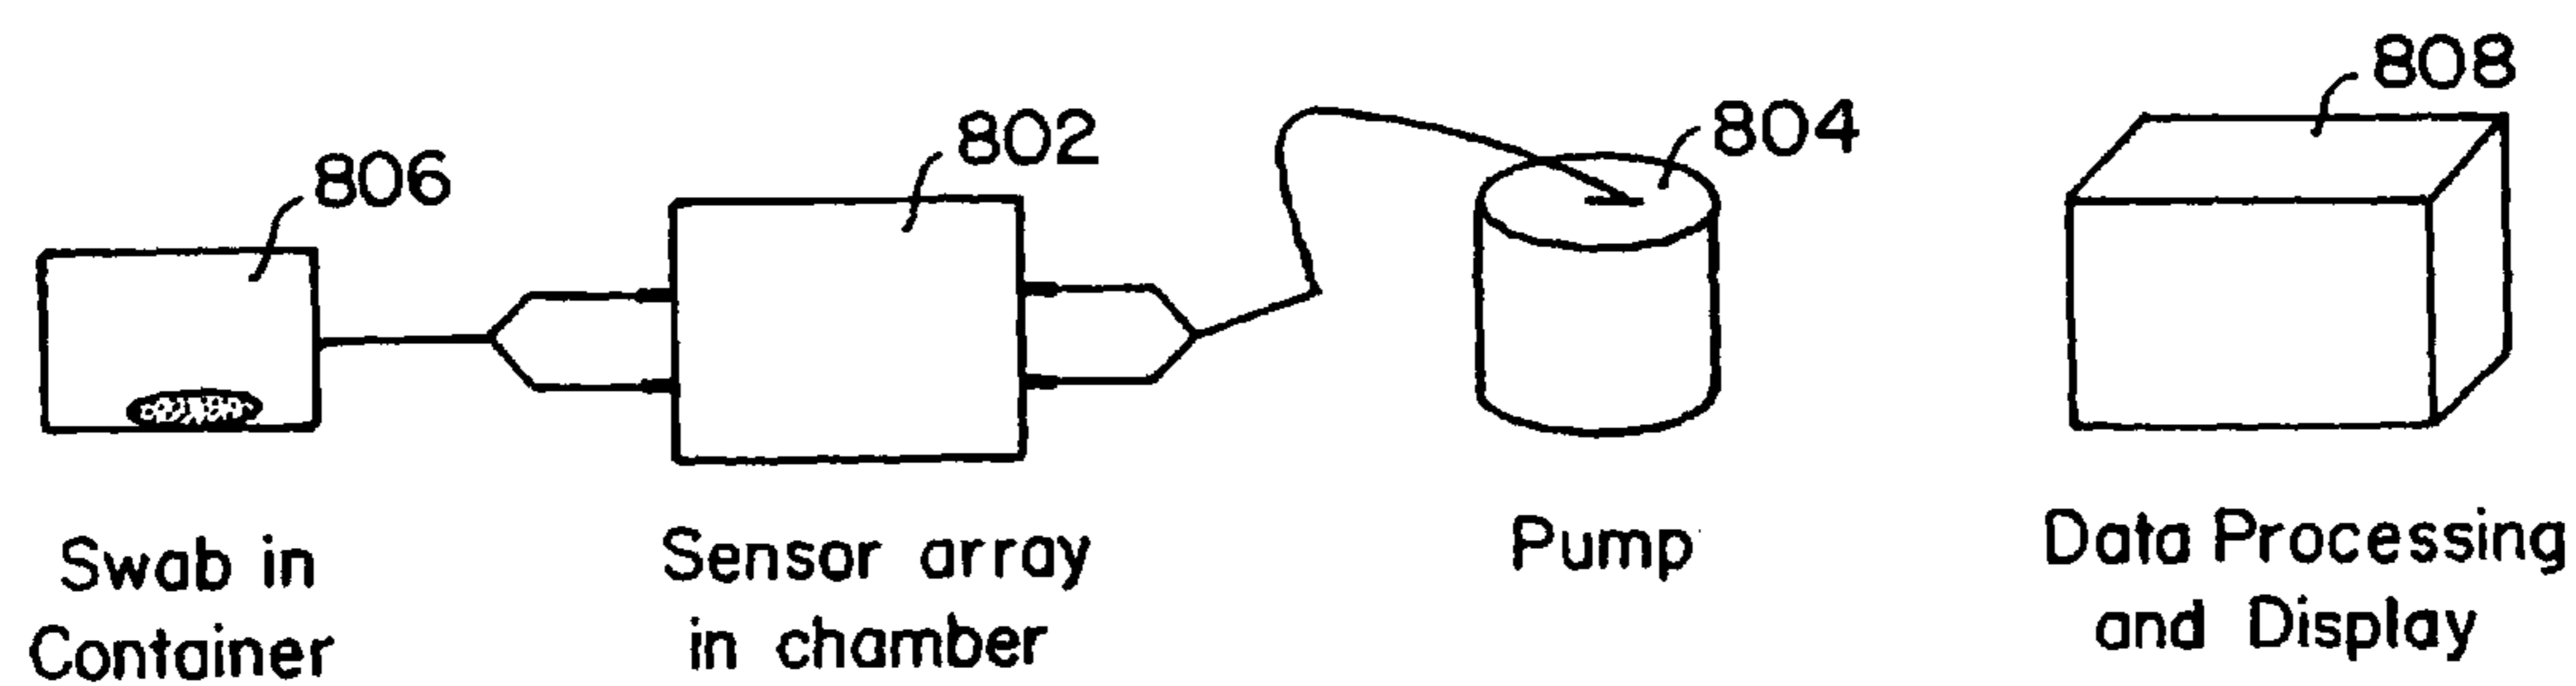 806
802
804
808
Swab in
Container
Sensor array
in chamber
Pump
Data Processing
and Display